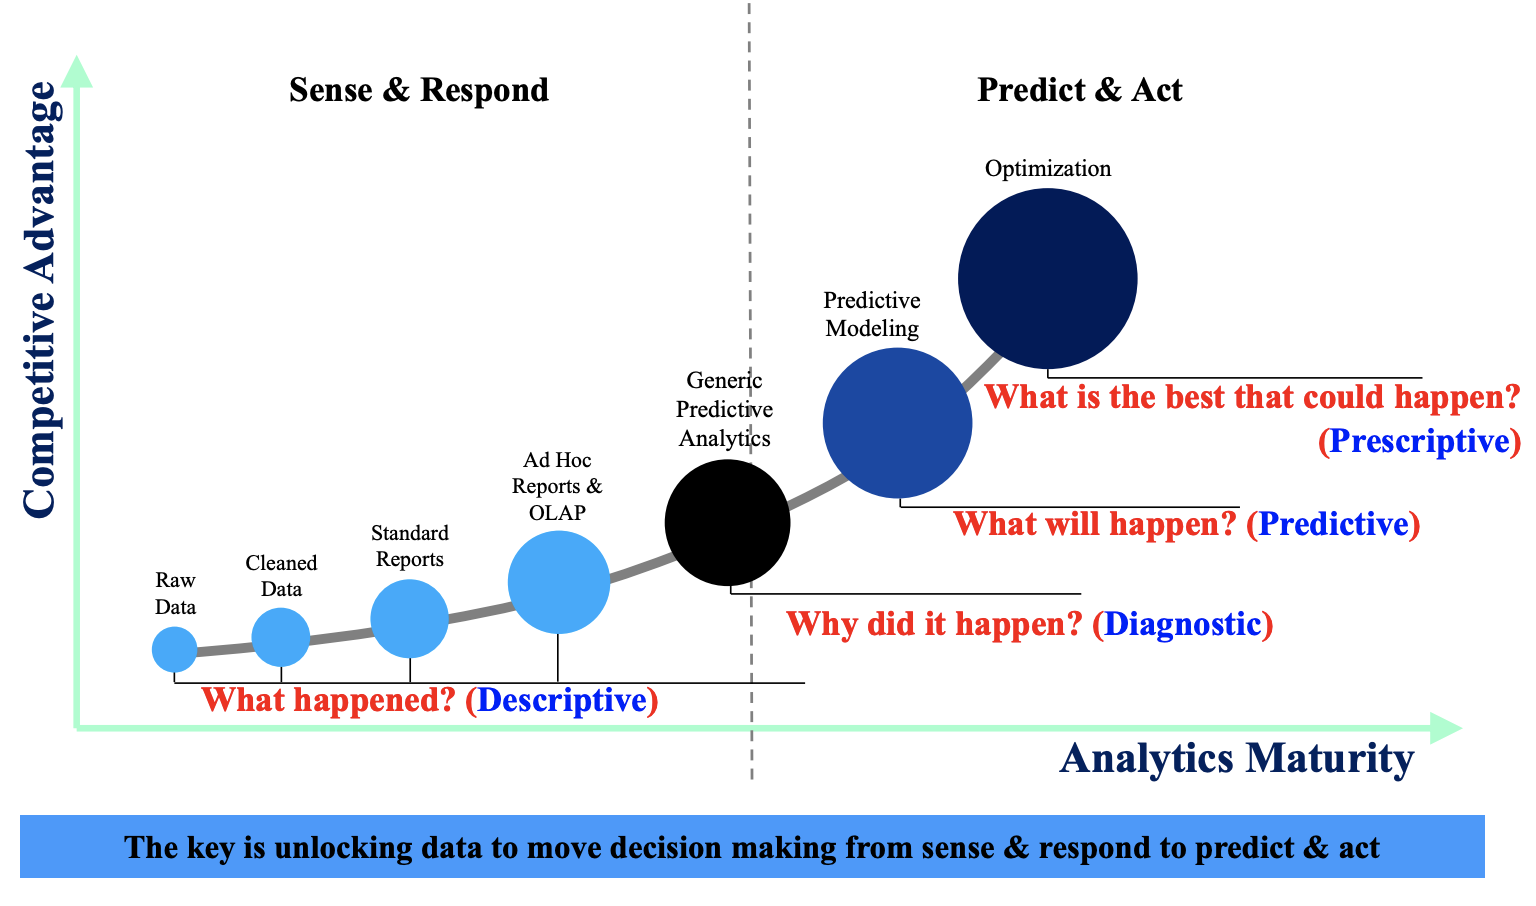 Sense & Respond
Predict & Act
Competitive Advantage
Optimization
Predictive
Modeling
Generic
Predictive
Analytics
What is the best that could happen?
(Prescriptive)
Ad Hoc
Reports &
OLAP
What will happen? (Predictive)
Standard
Reports
Cleaned
Data
Raw
Data
Why did it happen? (Diagnostic)
What happened? (Descriptive)
Analytics Maturity
The key is unlocking data to move decision making from sense & respond to predict & act